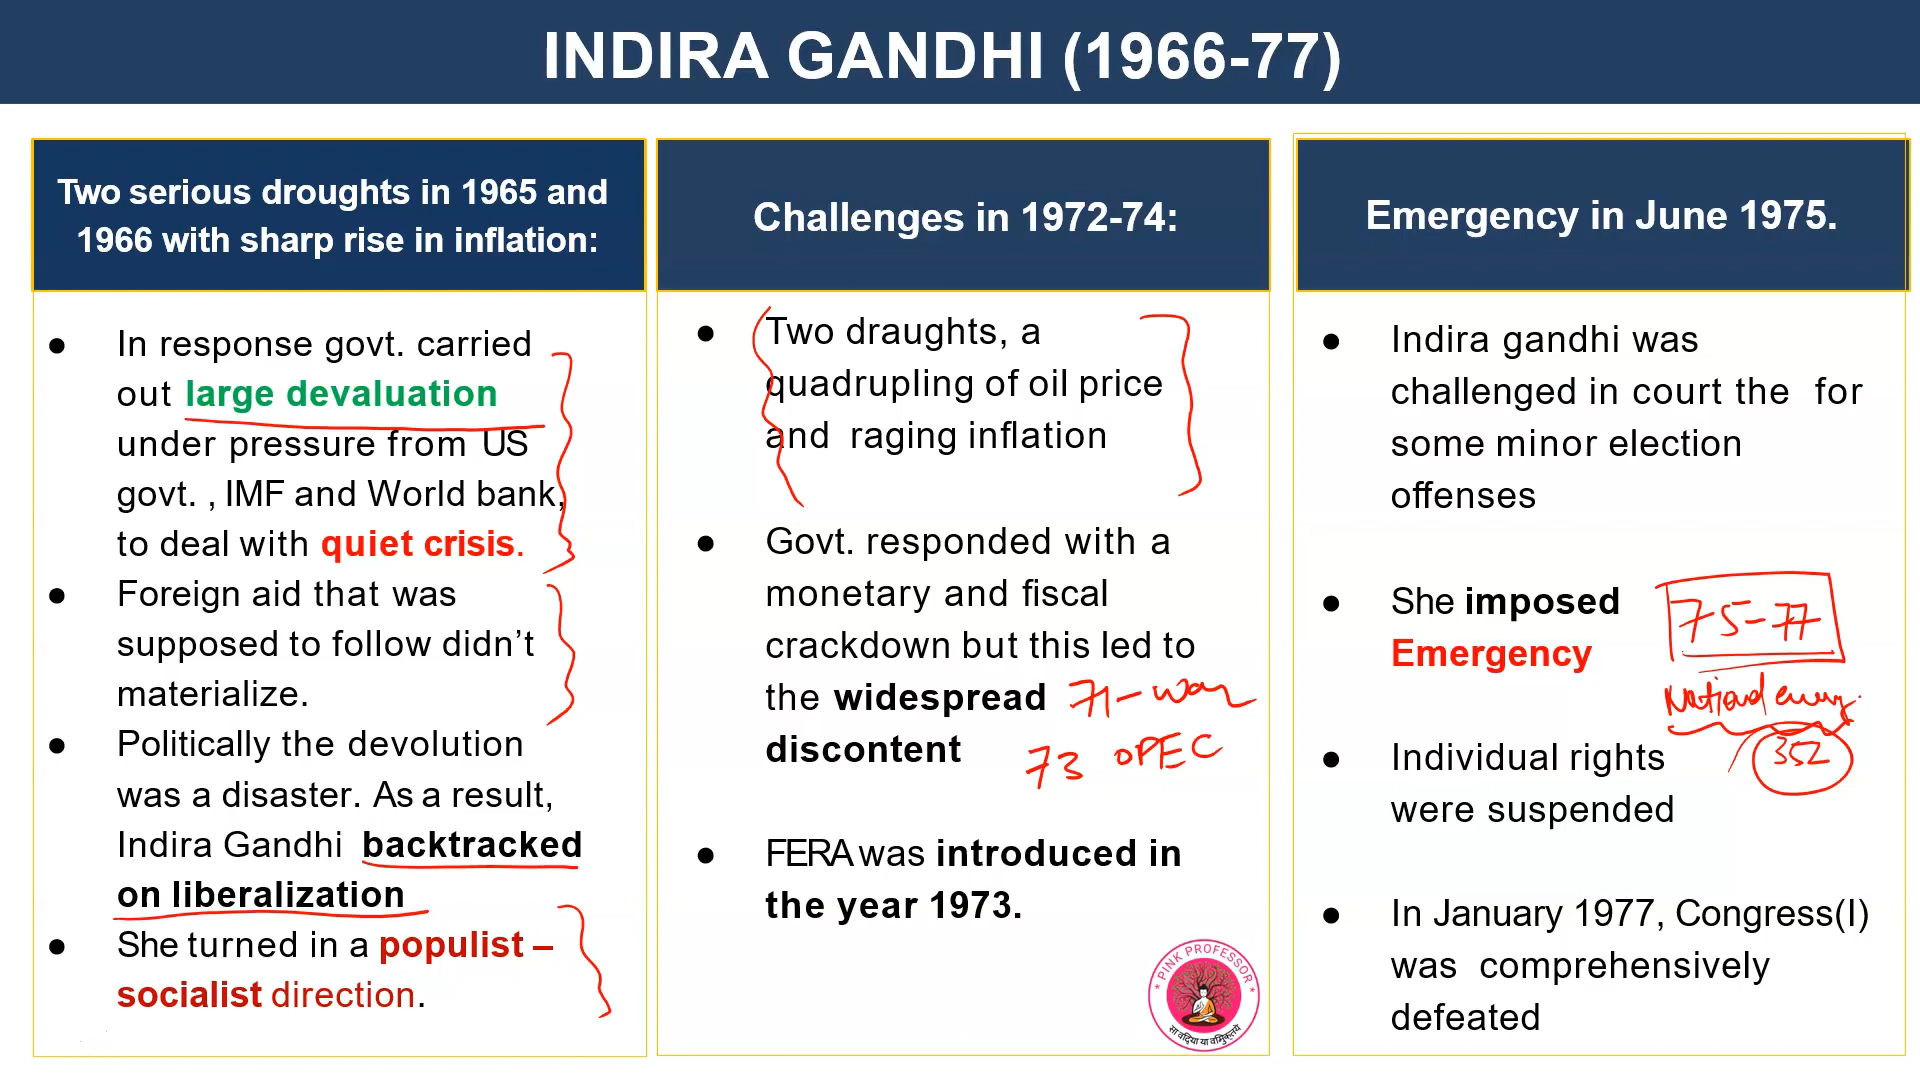 INDIRA GANDHI (1966-77)
Two serious droughts in 1965 and
1966 with sharp rise in inflation:
● In response govt. carried
out large devaluation
under pressure from US
govt. , IMF and World bank,
to deal with quiet crisis.
● Foreign aid that was
supposed to follow didn’t
materialize.
● Politically the devolution
was a disaster. As a result,
Indira Gandhi backtracked
on liberalization
● She turned in a populist –
socialist direction.
Challenges in 1972-74:
● Two draughts, a
quadrupling of oil price
and raging inflation
● Govt. responded with a
monetary and fiscal
crackdown but this led to
the widespread 71-war
discontent 73 OPEC
● FERA was introduced in
the year 1973.
* PINK PROFESSOR *
Emergency in June 1975.
● Indira gandhi was
challenged in court the for
some minor election
offenses
● She imposed
Emergency
75-77
National
352
● Individual rights
were suspended
● In January 1977, Congress(I)
was comprehensively
defeated